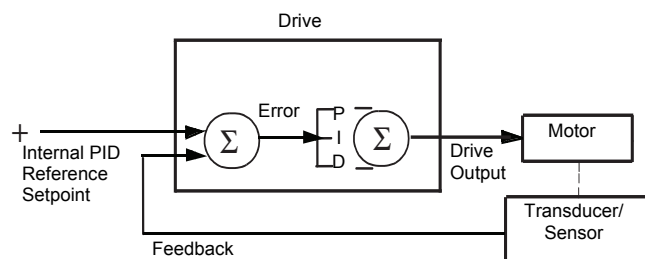 Drive
Error
P
I
D
Σ
Σ
+
Internal PID
Reference
Setpoint
Drive
Output
Motor
Transducer/
Sensor
Feedback